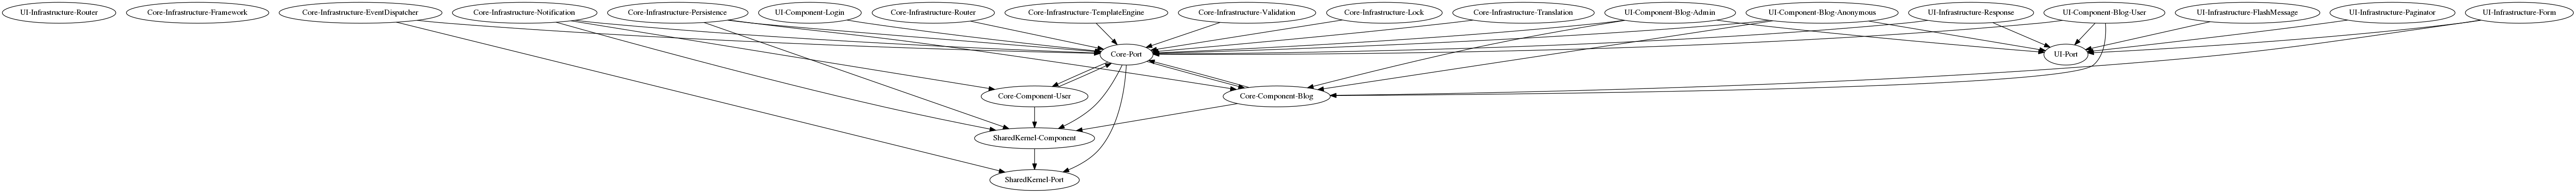 UI-Infrastructure-Router
Core-Infrastructure-Framework
Core-Infrastructure-EventDispatcher
Core-Infrastructure-Notification
Core-Infrastructure-Persistence
UI-Component-Login
Core-Infrastructure-Router
Core-Infrastructure-TemplateEngine
Core-Infrastructure-Validation
Core-Infrastructure-Lock
Core-Infrastructure-Translation
UI-Component-Blog-Admin
UI-Component-Blog-Anonymous
UI-Infrastructure-Response
UI-Component-Blog-User
UI-Infrastructure-FlashMessage
UI-Infrastructure-Paginator
UI-Infrastructure-Form
Core-Port
UI-Port
Core-Component-User
Core-Component-Blog
SharedKernel-Component
SharedKernel-Port